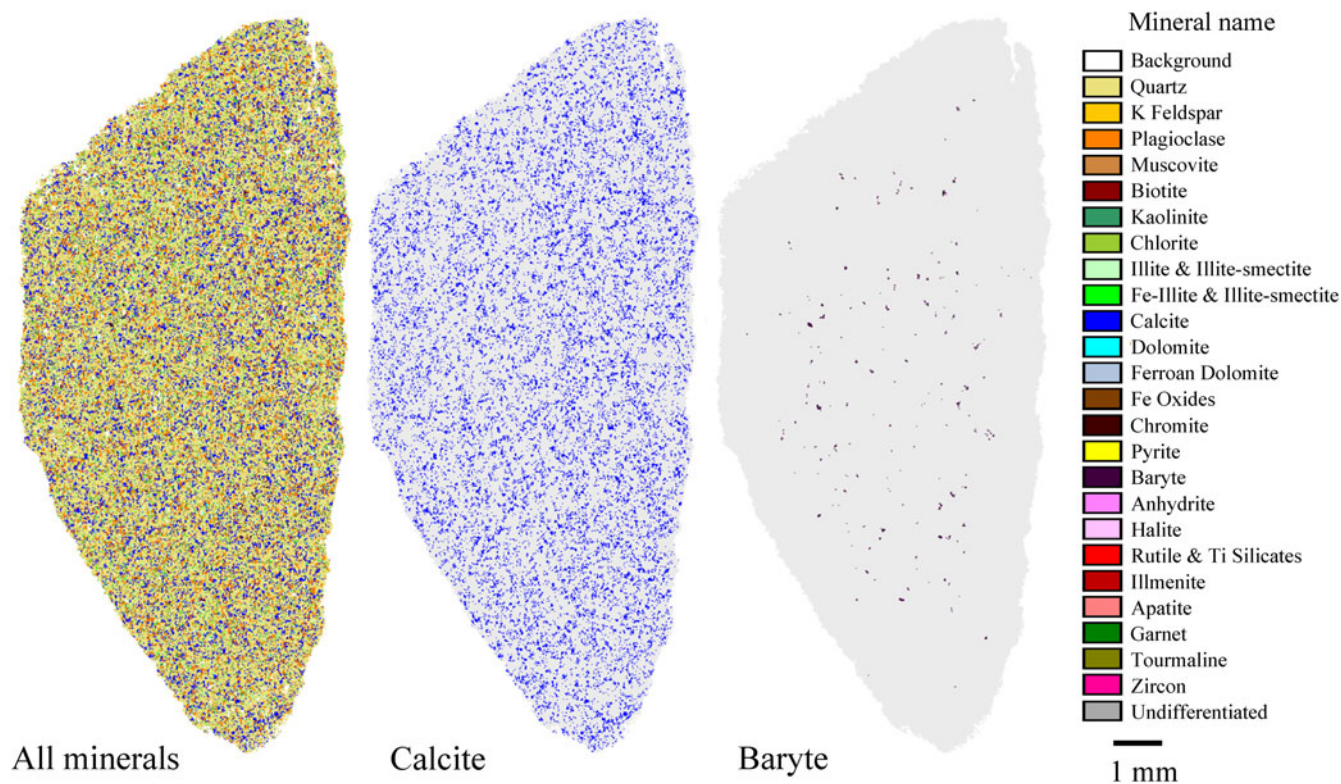 Mineral name
Background
Quartz
K Feldspar
Plagioclase
Muscovite
Biotite
Kaolinite
Chlorite
Illite & Illite-smectite
Fe-Illite & Illite-smectite
Calcite
Dolomite
Ferroan Dolomite
Fe Oxides
Chromite
Pyrite
Baryte
Anhydrite
Halite
Rutile & Ti Silicates
Illmenite
Apatite
Garnet
Tourmaline
Zircon
Undifferentiated
All minerals
Calcite
Baryte
1 mm